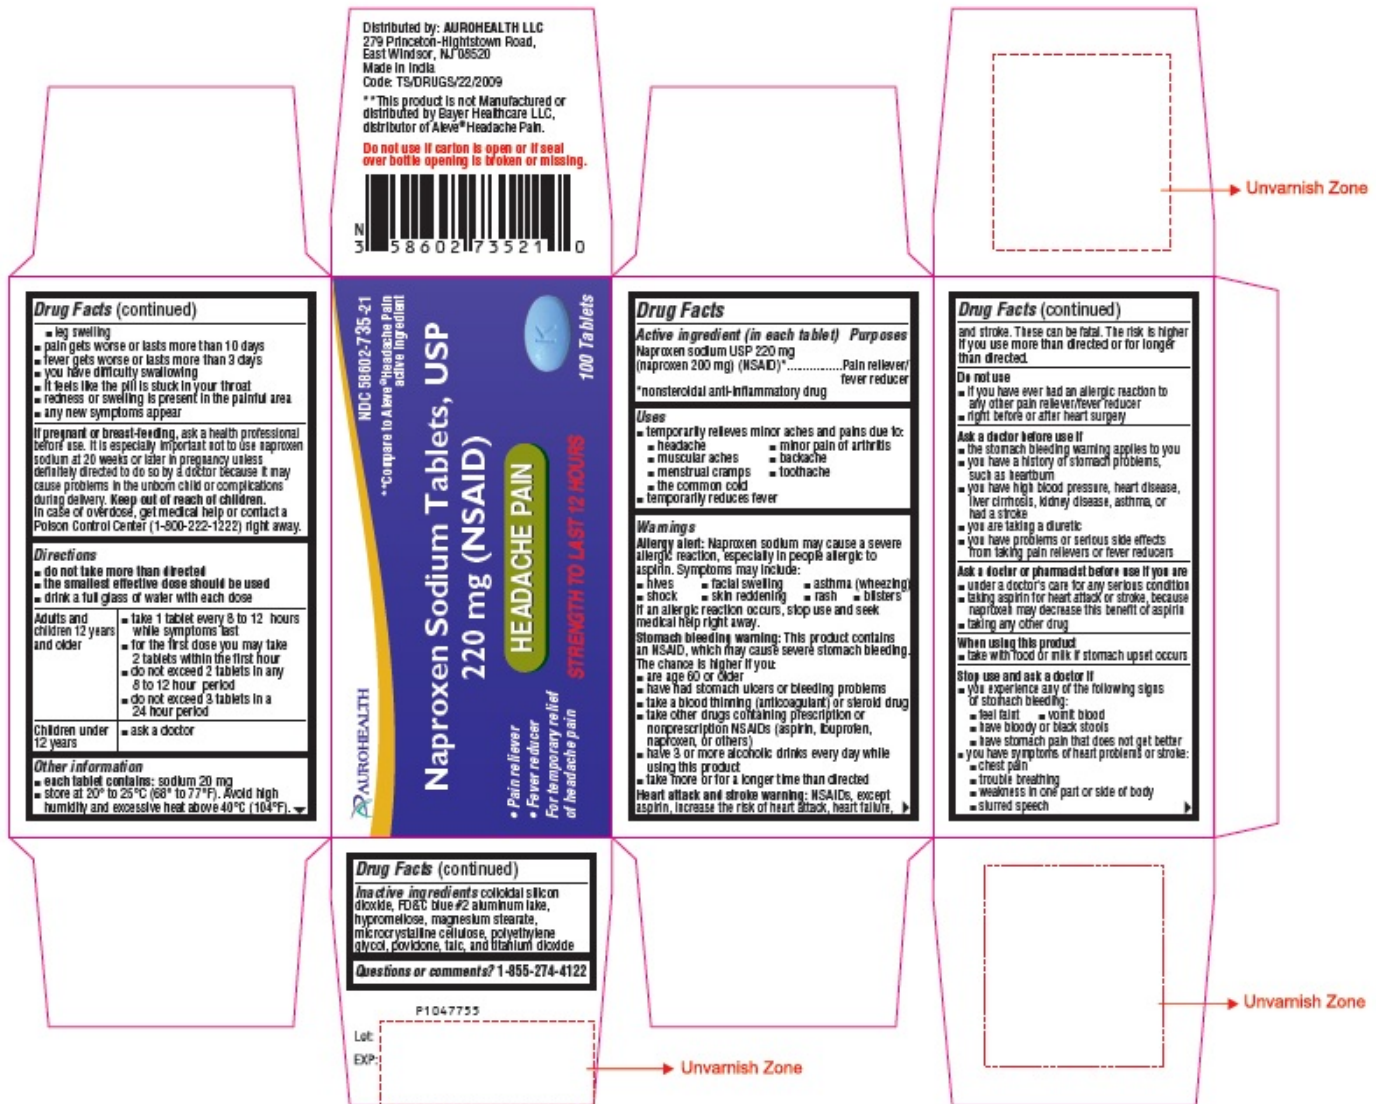 Distributed by: AUROHEALTH LLC
279 Princeton-Hightstown Road,
East Windsor, NJ 08520
Made in India
Code: TS/DRUGS/22/2009
**This product is not Manufactured or
distributed by Bayer Healthcare LLC,
distributor of Aleve® Headache Pain.
Do not use if carton is open or if seal
over bottle opening is broken or missing.
N
3 58602 73521 0
Unvarnish Zone
NDC 58602-735-21
**Compare to Aleve® Headache Pain
active ingredient
Naproxen Sodium Tablets, USP
220 mg (NSAID)
HEADACHE PAIN
STRENGTH TO LAST 12 HOURS
AUROHEALTH
• Pain reliever
• Fever reducer
For temporary relief
of headache pain
K
100 Tablets
Drug Facts
Active ingredient (in each tablet) Purposes
Naproxen sodium USP 220 mg
(naproxen 200 mg) (NSAID)*.................Pain reliever/
fever reducer
*nonsteroidal anti-inflammatory drug
Uses
▪ temporarily relieves minor aches and pains due to:
▪ headache ▪ minor pain of arthritis
▪ muscular aches ▪ backache
▪ menstrual cramps ▪ toothache
▪ the common cold
▪ temporarily reduces fever
Warnings
Allergy alert: Naproxen sodium may cause a severe
allergic reaction, especially in people allergic to
aspirin. Symptoms may include:
▪ hives ▪ facial swelling ▪ asthma (wheezing)
▪ shock ▪ skin reddening ▪ rash ▪ blisters
If an allergic reaction occurs, stop use and seek
medical help right away.
Stomach bleeding warning: This product contains
an NSAID, which may cause severe stomach bleeding.
The chance is higher if you:
▪ are age 60 or older
▪ have had stomach ulcers or bleeding problems
▪ take a blood thinning (anticoagulant) or steroid drug
▪ take other drugs containing prescription or
nonprescription NSAIDs (aspirin, ibuprofen,
naproxen, or others)
▪ have 3 or more alcoholic drinks every day while
using this product
▪ take more or for a longer time than directed
Heart attack and stroke warning: NSAIDs, except
aspirin, increase the risk of heart attack, heart failure,
Drug Facts (continued)
and stroke. These can be fatal. The risk is higher
if you use more than directed or for longer
than directed.
Do not use
▪ if you have ever had an allergic reaction to
any other pain reliever/fever reducer
▪ right before or after heart surgery
Ask a doctor before use if
▪ the stomach bleeding warning applies to you
▪ you have a history of stomach problems,
such as heartburn
▪ you have high blood pressure, heart disease,
liver cirrhosis, kidney disease, asthma, or
had a stroke
▪ you are taking a diuretic
▪ you have problems or serious side effects
from taking pain relievers or fever reducers
Ask a doctor or pharmacist before use if you are
▪ under a doctor's care for any serious condition
▪ taking aspirin for heart attack or stroke, because
naproxen may decrease this benefit of aspirin
▪ taking any other drug
When using this product
▪ take with food or milk if stomach upset occurs
Stop use and ask a doctor if
▪ you experience any of the following signs
of stomach bleeding:
▪ feel faint ▪ vomit blood
▪ have bloody or black stools
▪ have stomach pain that does not get better
▪ you have symptoms of heart problems or stroke:
▪ chest pain
▪ trouble breathing
▪ weakness in one part or side of body
▪ slurred speech
Drug Facts (continued)
▪ leg swelling
▪ pain gets worse or lasts more than 10 days
▪ fever gets worse or lasts more than 3 days
▪ you have difficulty swallowing
▪ it feels like the pill is stuck in your throat
▪ redness or swelling is present in the painful area
▪ any new symptoms appear
If pregnant or breast-feeding, ask a health professional
before use. It is especially important not to use naproxen
sodium at 20 weeks or later in pregnancy unless
definitely directed to do so by a doctor because it may
cause problems in the unborn child or complications
during delivery. Keep out of reach of children.
In case of overdose, get medical help or contact a
Poison Control Center (1-800-222-1222) right away.
Directions
▪ do not take more than directed
▪ the smallest effective dose should be used
▪ drink a full glass of water with each dose
Adults and
children 12 years
and older
▪ take 1 tablet every 8 to 12 hours
while symptoms last
▪ for the first dose you may take
2 tablets within the first hour
▪ do not exceed 2 tablets in any
8 to 12 hour period
▪ do not exceed 3 tablets in a
24 hour period
Children under
12 years
▪ ask a doctor
Other information
▪ each tablet contains: sodium 20 mg
▪ store at 20° to 25°C (68° to 77°F). Avoid high
humidity and excessive heat above 40°C (104°F).
Drug Facts (continued)
Inactive ingredients colloidal silicon
dioxide, FD&C blue #2 aluminum lake,
hypromellose, magnesium stearate,
microcrystalline cellulose, polyethylene
glycol, povidone, talc, and titanium dioxide
Questions or comments? 1-855-274-4122
P1047755
Lot:
EXP:
Unvarnish Zone
Unvarnish Zone